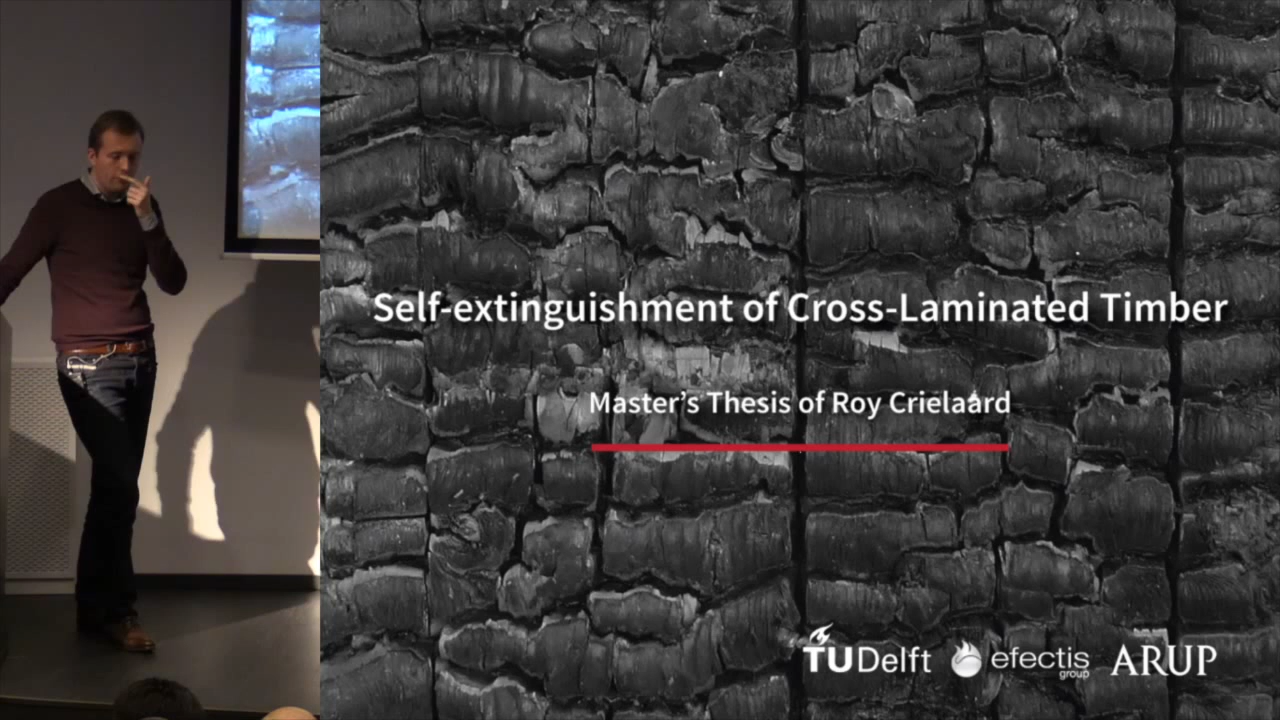 Self-extinguishment of Cross-Laminated Timber
Master's Thesis of Roy Crielaard
TUDelft
efectis
group
ARUP